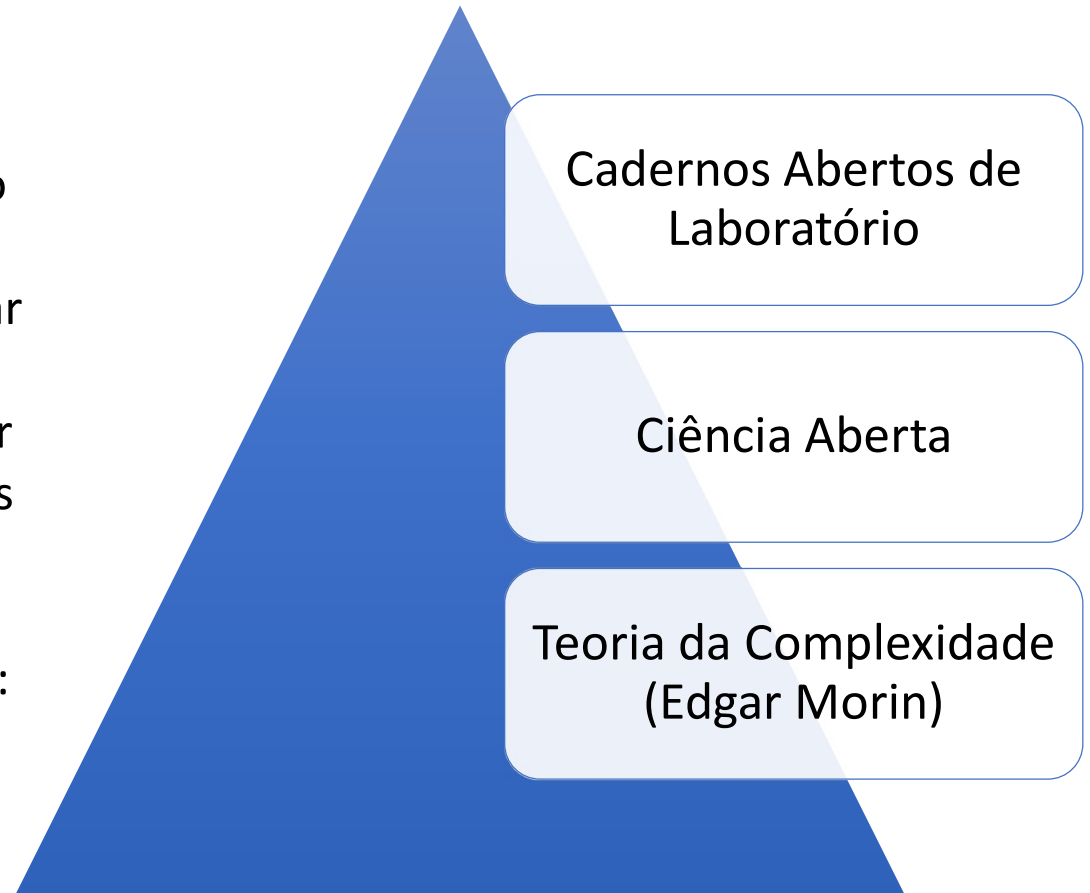 Cadernos Abertos de
Laboratório
Ciência Aberta
Teoria da Complexidade
(Edgar Morin)